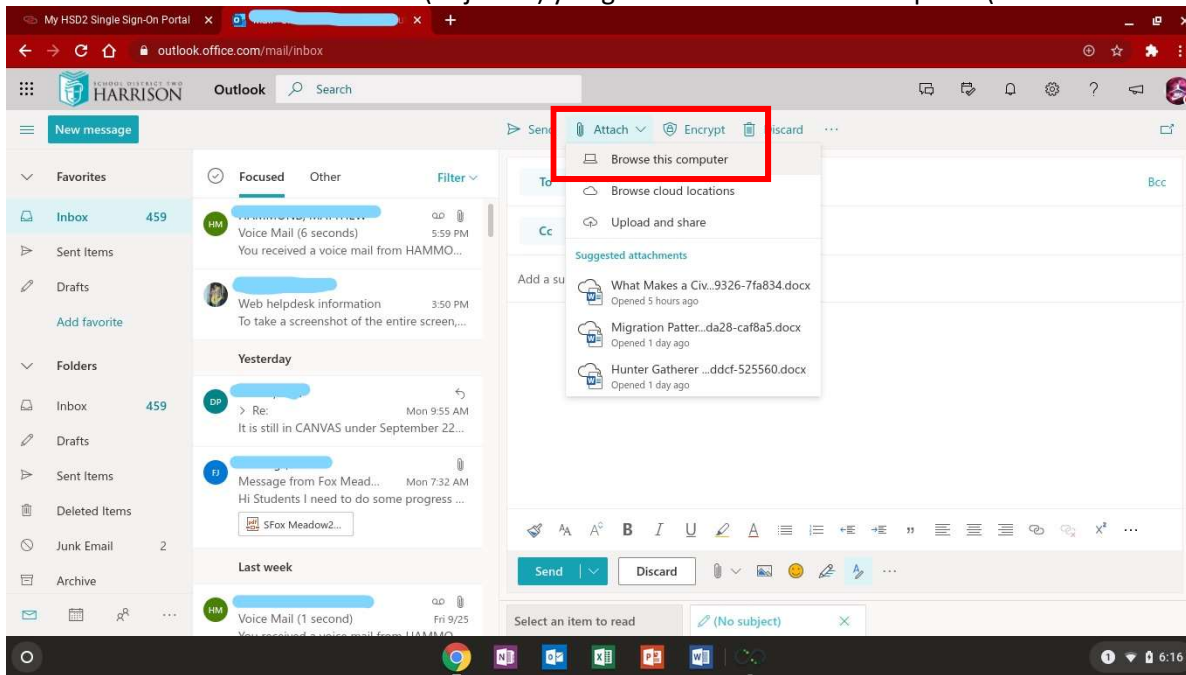 My HSD2 Single Sign-On Portal
outlook.office.com/mail/inbox
SCHOOL DISTRICT TWO
HARRISON
Outlook
Search
New message
Send
Attach
Encrypt
Discard
Browse this computer
Browse cloud locations
Upload and share
Suggested attachments
What Makes a Civ...9326-7fa834.docx
Opened 5 hours ago
Migration Patter...da28-caf8a5.docx
Opened 1 day ago
Hunter Gatherer ...ddcf-525560.docx
Opened 1 day ago
Favorites
Inbox 459
Sent Items
Drafts
Add favorite
Folders
Inbox 459
Drafts
Sent Items
Deleted Items
Junk Email 2
Archive
Focused Other Filter
HM
Voice Mail (6 seconds) 5:59 PM
You received a voice mail from HAMMO...
Web helpdesk information 3:50 PM
To take a screenshot of the entire screen,...
Yesterday
DP
> Re: Mon 9:55 AM
It is still in CANVAS under September 22...
FJ
Message from Fox Mead... Mon 7:32 AM
Hi Students I need to do some progress ...
SFox Meadow2...
Last week
HM
Voice Mail (1 second) Fri 9/25
To Bcc
Cc
Add a su
Send Discard
Select an item to read
(No subject)
1 6:16